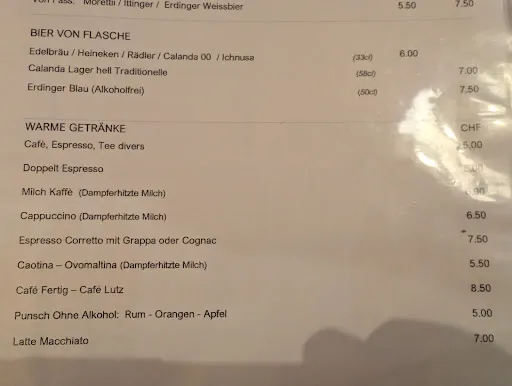 Von Fass: Moretti / Ittinger / Erdinger Weissbier 5.50 7.50
BIER VON FLASCHE
Edelbräu / Heineken / Rädler / Calanda 00 / Ichnusa (33cl) 6.00
Calanda Lager hell Traditionelle (58cl) 7.00
Erdinger Blau (Alkoholfrei) (50cl) 7.50
WARME GETRÄNKE CHF
Café, Espresso, Tee divers 5.00
Doppelt Espresso
Milch Kaffè (Dampferhitzte Milch)
Cappuccino (Dampferhitzte Milch) 6.50
Espresso Corretto mit Grappa oder Cognac 7.50
Caotina – Ovomaltina (Dampferhitzte Milch) 5.50
Café Fertig – Café Lutz 8.50
Punsch Ohne Alkohol: Rum - Orangen - Apfel 5.00
Latte Macchiato 7.00